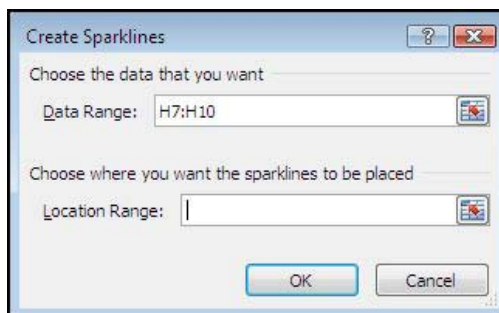 Create Sparklines
Choose the data that you want
Data Range: H7:H10
Choose where you want the sparklines to be placed
Location Range:
OK Cancel